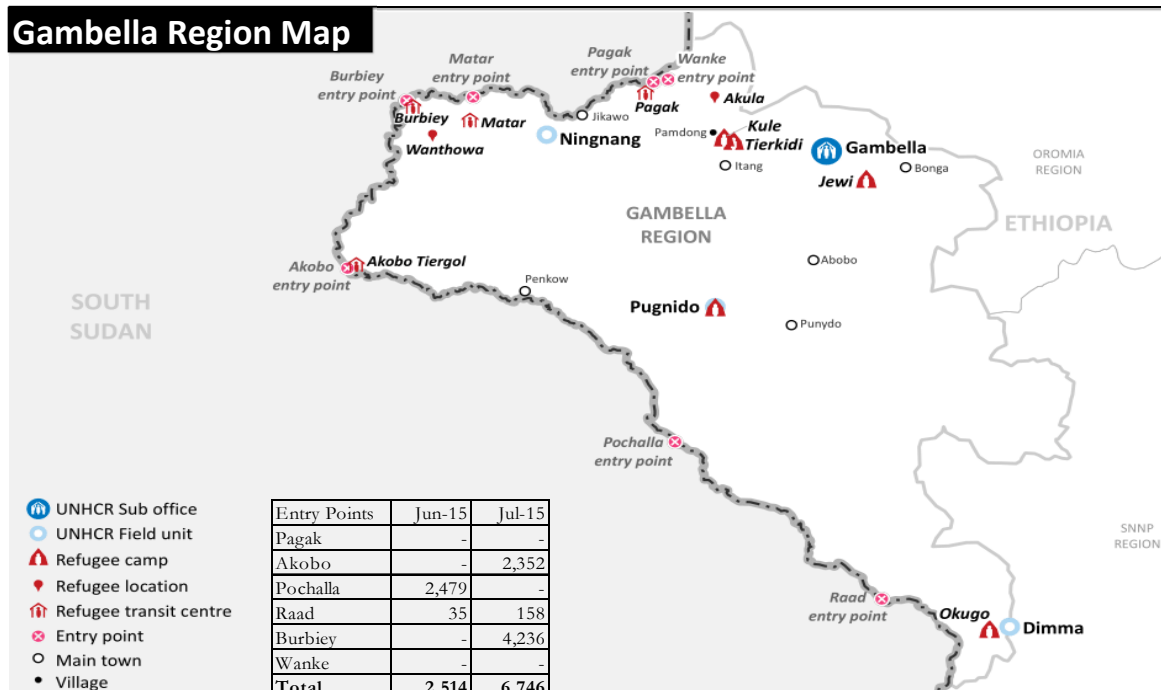 Gambella Region Map
Pagak
entry point
Wanke
entry point
Matar
entry point
Burbiey
entry point
Akula
Pagak
Jikawo
Burbiey
Matar
Kule
Pamdong
Tierkidi
Ningnang
Gambella
Wanthowa
OROMIA
REGION
Itang
Bonga
Jewi
GAMBELLA
REGION
ETHIOPIA
Akobo Tiergol
Abobo
Akobo
entry point
Penkow
SOUTH
SUDAN
Pugnido
Punydo
Pochalla
entry point
SNNP
REGION
Raad
entry point
Okugo
Dimma
UNHCR Sub office
UNHCR Field unit
Refugee camp
Refugee location
Refugee transit centre
Entry point
Main town
Village
Entry Points Jun-15 Jul-15
Pagak - -
Akobo - 2,352
Pochalla 2,479 -
Raad 35 158
Burbiey - 4,236
Wanke - -
Total 2,514 6,746